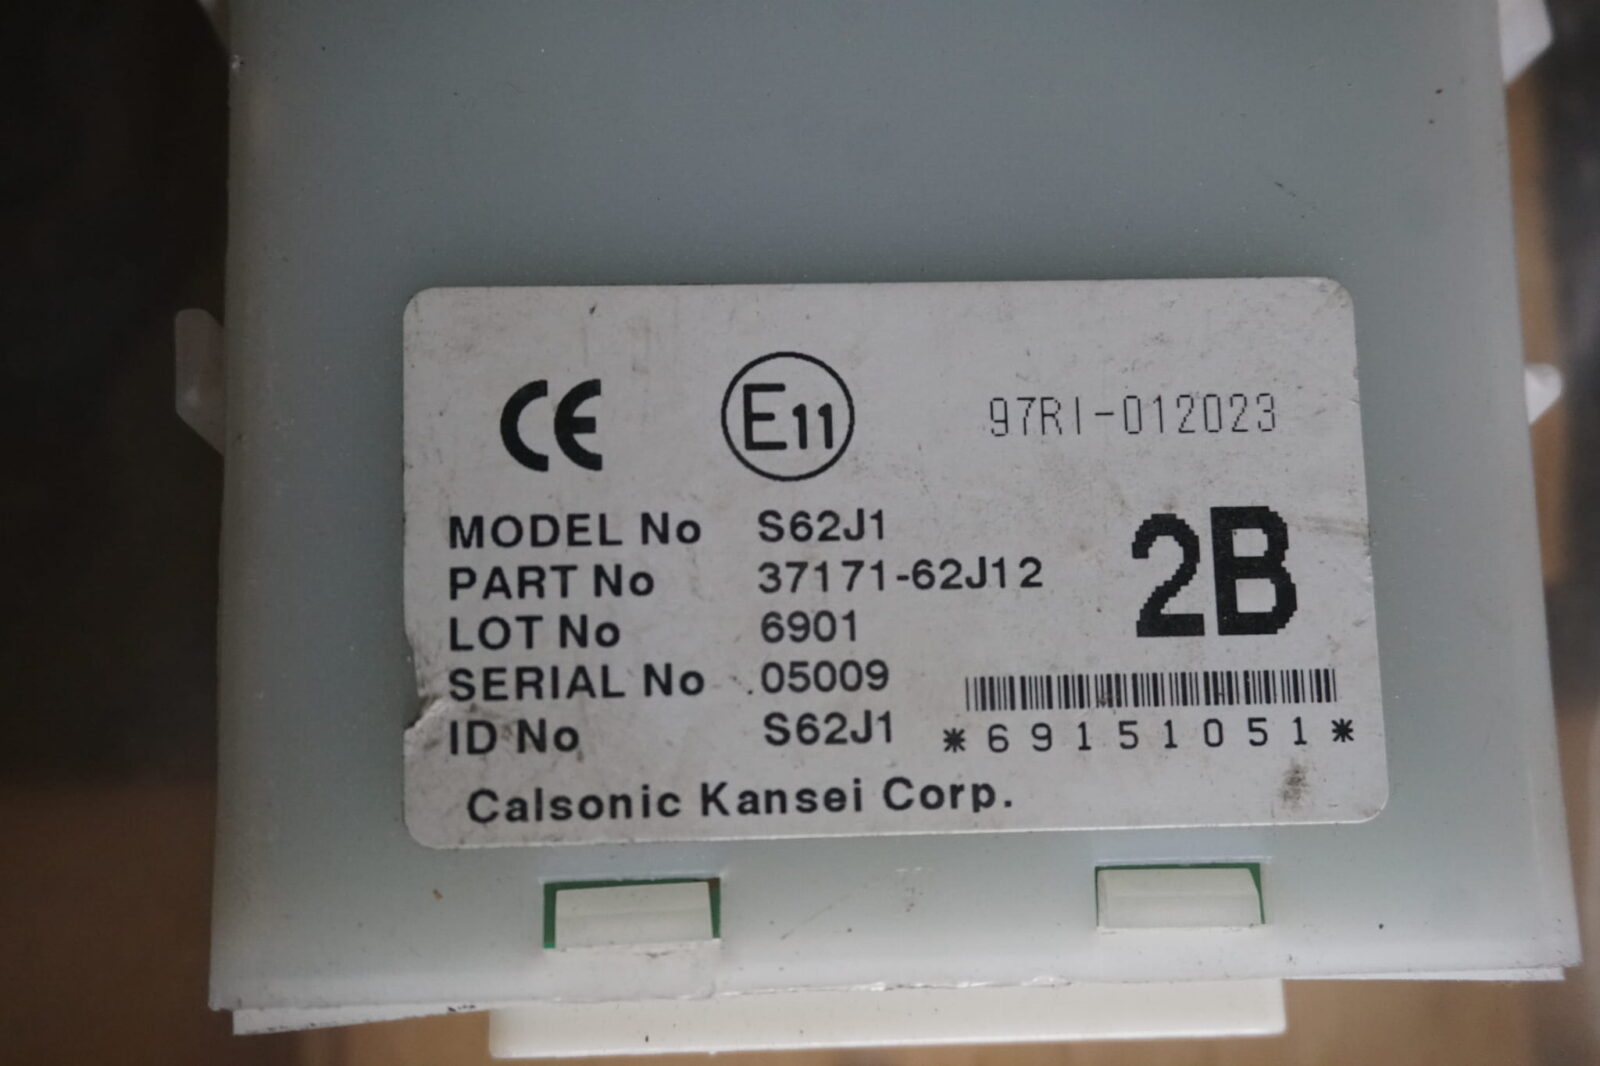 CE E11 97RI-012023
MODEL No S62J1
PART No 37171-62J12
LOT No 6901
SERIAL No 05009
ID No S62J1
2B
*69151051*
Calsonic Kansei Corp.